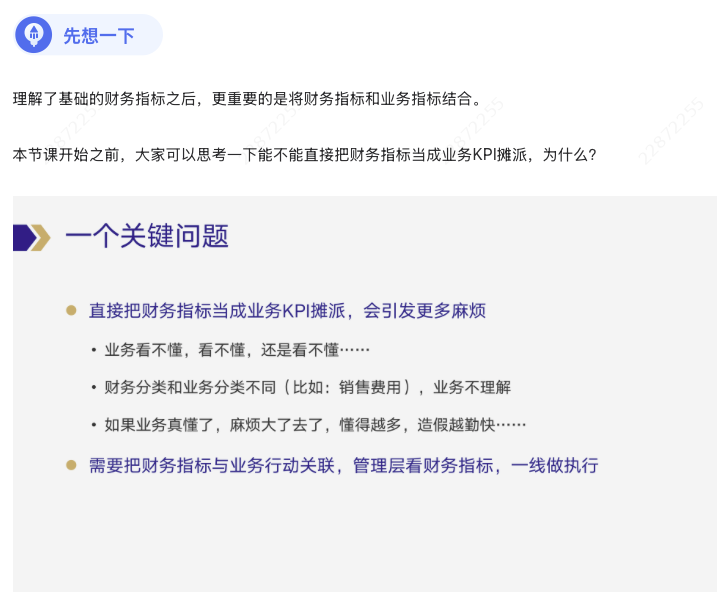 先想一下
理解了基础的财务指标之后，更重要的是将财务指标和业务指标结合。
本节课开始之前，大家可以思考一下能不能直接把财务指标当成业务KPI摊派，为什么？
22872255
一个关键问题
直接把财务指标当成业务KPI摊派，会引发更多麻烦
• 业务看不懂，看不懂，还是看不懂……
• 财务分类和业务分类不同（比如：销售费用），业务不理解
• 如果业务真懂了，麻烦大了去了，懂得越多，造假越勤快……
需要把财务指标与业务行动关联，管理层看财务指标，一线做执行